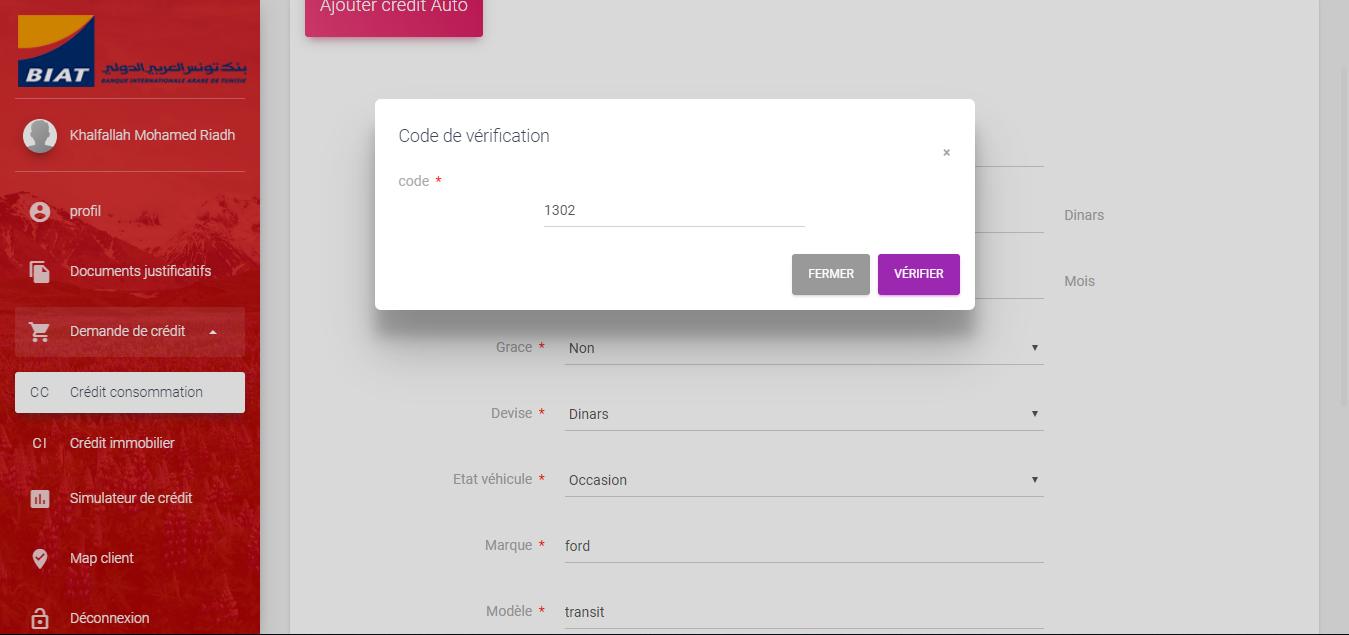 BIAT
بنك تونس العربي الدولي
BANQUE INTERNATIONALE ARABE DE TUNISIE
Khalfallah Mohamed Riadh
profil
Documents justificatifs
Demande de crédit
CC Crédit consommation
CI Crédit immobilier
Simulateur de crédit
Map client
Déconnexion
Ajouter crédit Auto
Code de vérification
×
code *
1302
FERMER VÉRIFIER
Dinars
Mois
Grace * Non
Devise * Dinars
Etat véhicule * Occasion
Marque * ford
Modèle * transit